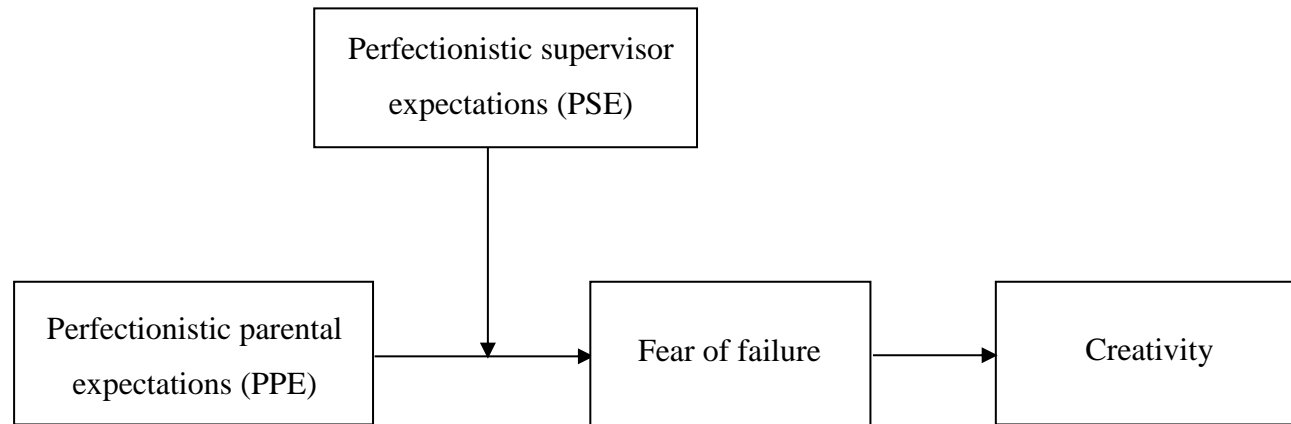 Perfectionistic supervisor
expectations (PSE)
Perfectionistic parental
expectations (PPE)
Fear of failure
Creativity